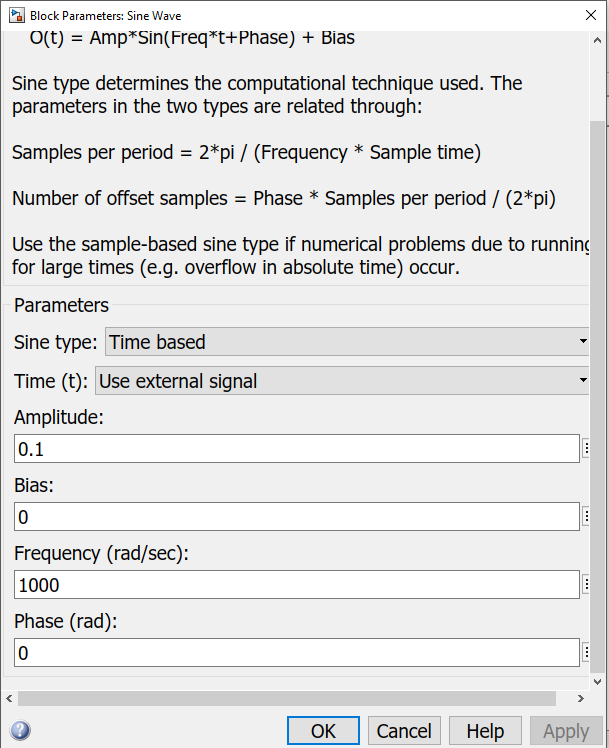 Block Parameters: Sine Wave
O(t) = Amp*Sin(Freq*t+Phase) + Bias
Sine type determines the computational technique used. The
parameters in the two types are related through:
Samples per period = 2*pi / (Frequency * Sample time)
Number of offset samples = Phase * Samples per period / (2*pi)
Use the sample-based sine type if numerical problems due to running
for large times (e.g. overflow in absolute time) occur.
Parameters
Sine type: Time based
Time (t): Use external signal
Amplitude:
0.1
Bias:
0
Frequency (rad/sec):
1000
Phase (rad):
0
OK Cancel Help Apply